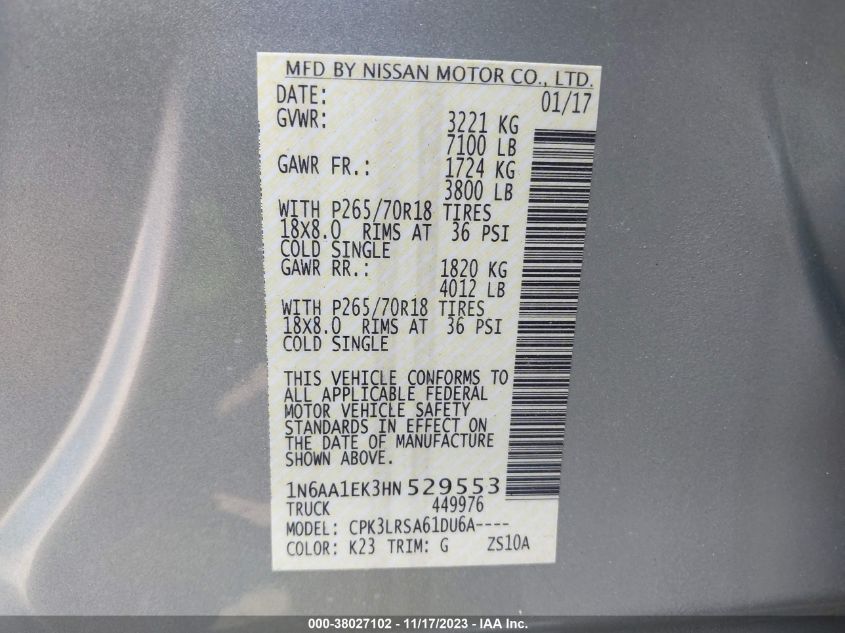 MFD BY NISSAN MOTOR CO., LTD.
DATE: 01/17
GVWR: 3221 KG
7100 LB
GAWR FR.: 1724 KG
3800 LB
WITH P265/70R18 TIRES
18X8.0 RIMS AT 36 PSI
COLD SINGLE
GAWR RR.: 1820 KG
4012 LB
WITH P265/70R18 TIRES
18X8.0 RIMS AT 36 PSI
COLD SINGLE
THIS VEHICLE CONFORMS TO
ALL APPLICABLE FEDERAL
MOTOR VEHICLE SAFETY
STANDARDS IN EFFECT ON
THE DATE OF MANUFACTURE
SHOWN ABOVE.
1N6AA1EK3HN 529553
TRUCK 449976
MODEL: CPK3LRSA61DU6A----
COLOR: K23 TRIM: G ZS10A
000-38027102 - 11/17/2023 - IAA Inc.